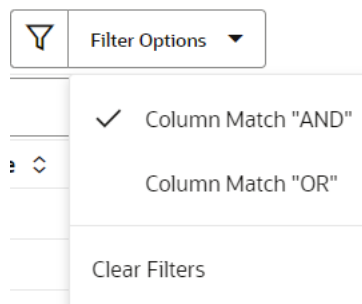 Filter Options
Column Match "AND"
e
Column Match "OR"
Clear Filters